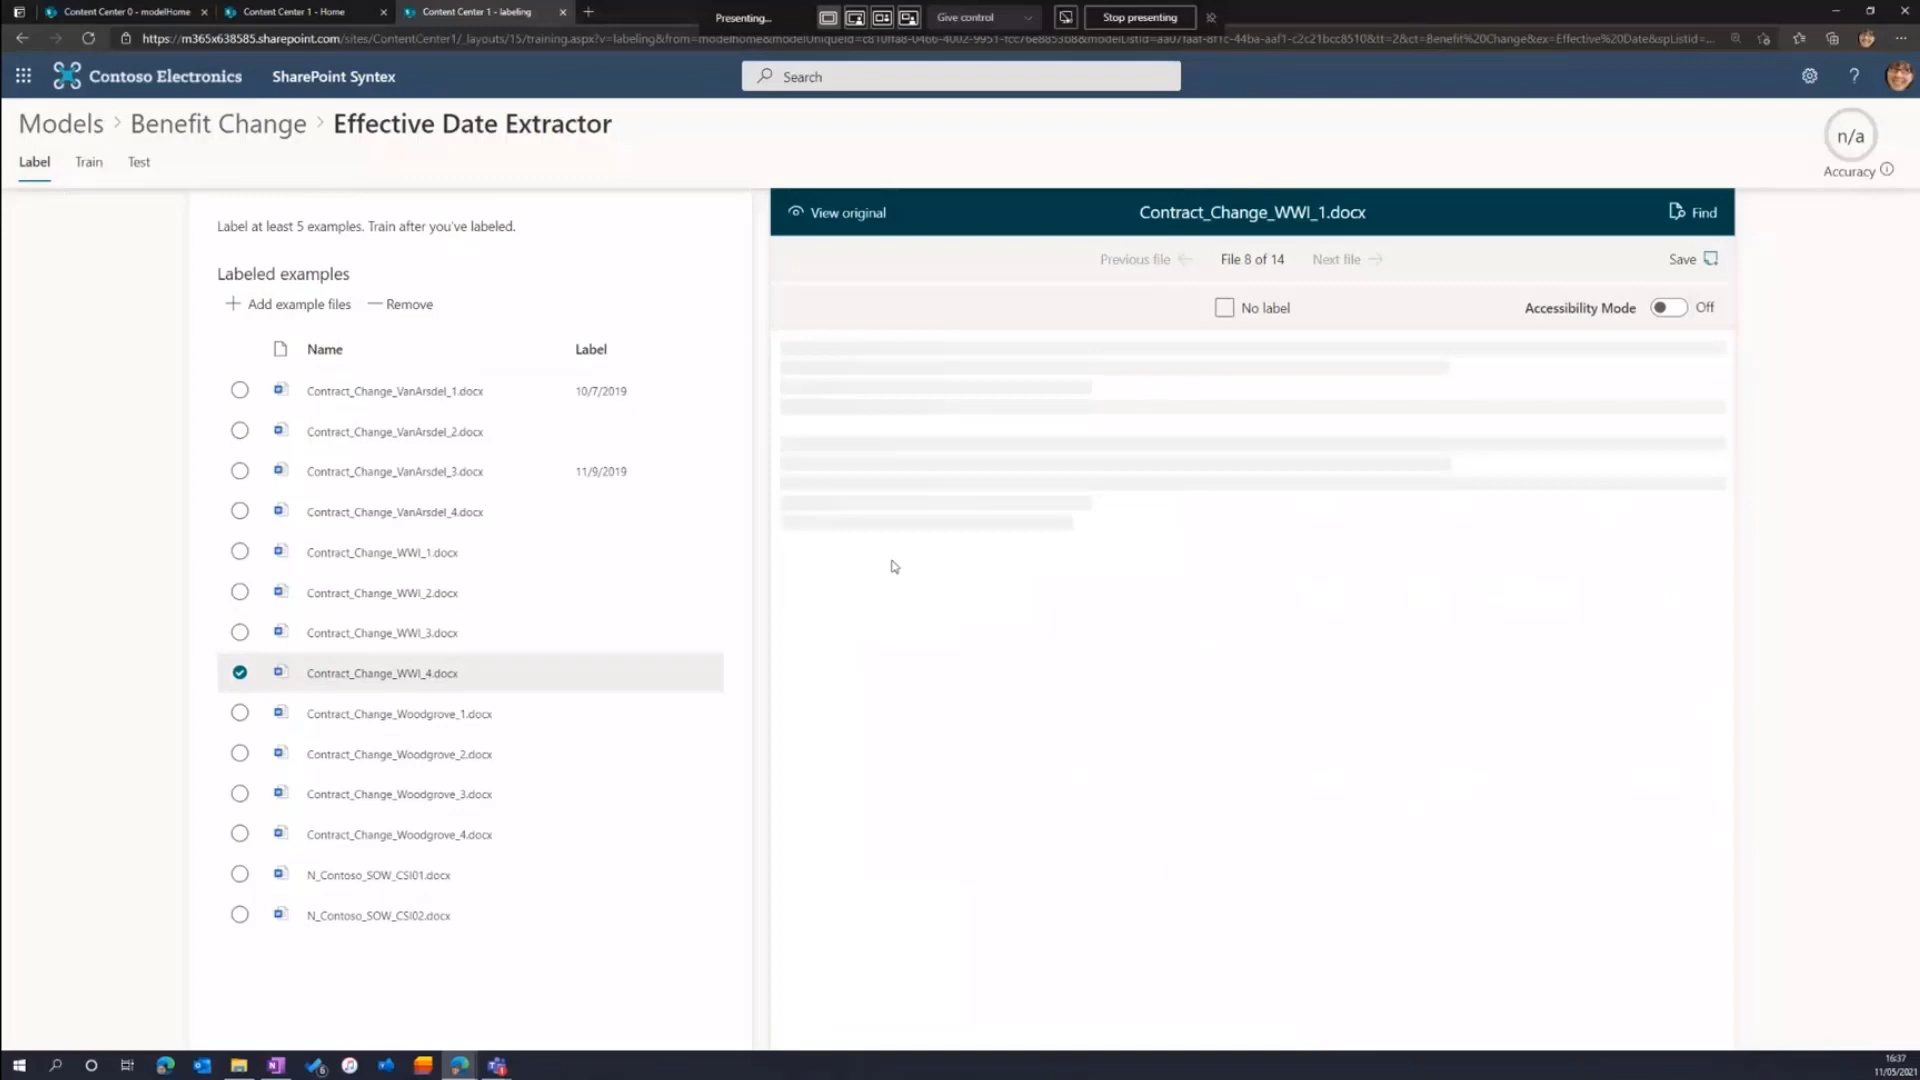 Content Center 0 - modelHome
Content Center 1 - Home
Content Center 1 - labeling
Presenting...
Give control
Stop presenting
Contoso Electronics
SharePoint Syntex
Search
Models > Benefit Change > Effective Date Extractor
n/a
Accuracy
Label
Train
Test
Label at least 5 examples. Train after you've labeled.
Labeled examples
Add example files
Remove
Name
Label
Contract_Change_VanArsdel_1.docx
10/7/2019
Contract_Change_VanArsdel_2.docx
Contract_Change_VanArsdel_3.docx
11/9/2019
Contract_Change_VanArsdel_4.docx
Contract_Change_WWI_1.docx
Contract_Change_WWI_2.docx
Contract_Change_WWI_3.docx
Contract_Change_WWI_4.docx
Contract_Change_Woodgrove_1.docx
Contract_Change_Woodgrove_2.docx
Contract_Change_Woodgrove_3.docx
Contract_Change_Woodgrove_4.docx
N_Contoso_SOW_CSI01.docx
N_Contoso_SOW_CSI02.docx
View original
Contract_Change_WWI_1.docx
Find
Previous file
File 8 of 14
Next file
Save
No label
Accessibility Mode
Off
16:37
11/05/2021